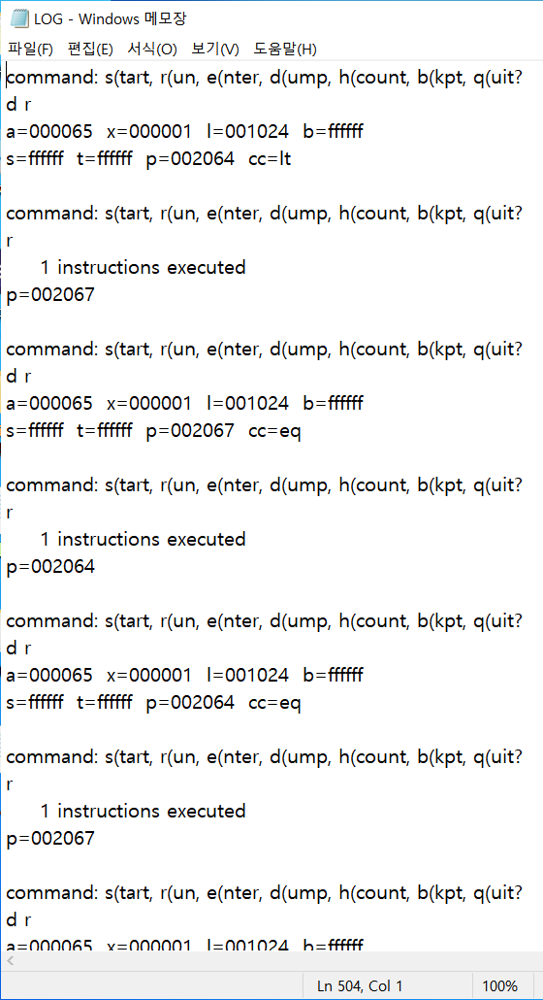 LOG - Windows 메모장
파일(F) 편집(E) 서식(O) 보기(V) 도움말(H)
command: s(tart, r(un, e(nter, d(ump, h(count, b(kpt, q(uit?
d r
a=000065 x=000001 l=001024 b=ffffff
s=ffffff t=ffffff p=002064 cc=lt
command: s(tart, r(un, e(nter, d(ump, h(count, b(kpt, q(uit?
r
1 instructions executed
p=002067
command: s(tart, r(un, e(nter, d(ump, h(count, b(kpt, q(uit?
d r
a=000065 x=000001 l=001024 b=ffffff
s=ffffff t=ffffff p=002067 cc=eq
command: s(tart, r(un, e(nter, d(ump, h(count, b(kpt, q(uit?
r
1 instructions executed
p=002064
command: s(tart, r(un, e(nter, d(ump, h(count, b(kpt, q(uit?
d r
a=000065 x=000001 l=001024 b=ffffff
s=ffffff t=ffffff p=002064 cc=eq
command: s(tart, r(un, e(nter, d(ump, h(count, b(kpt, q(uit?
r
1 instructions executed
p=002067
command: s(tart, r(un, e(nter, d(ump, h(count, b(kpt, q(uit?
d r
a=000065 x=000001 l=001024 b=ffffff
Ln 504, Col 1 100%